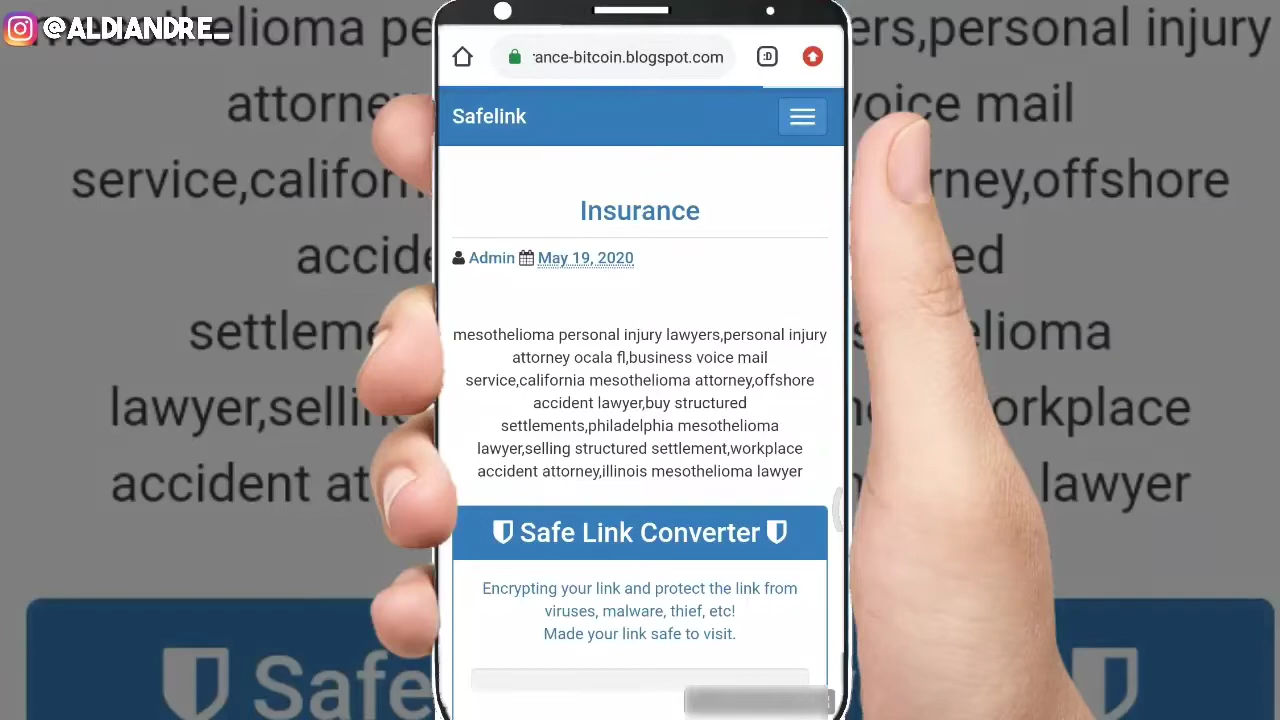 @ALDIANDRE_
rance-bitcoin.blogspot.com
:D
Safelink
Insurance
Admin May 19, 2020
mesothelioma personal injury lawyers,personal injury
attorney ocala fl,business voice mail
service,california mesothelioma attorney,offshore
accident lawyer,buy structured
settlements,philadelphia mesothelioma
lawyer,selling structured settlement,workplace
accident attorney,illinois mesothelioma lawyer
Safe Link Converter
Encrypting your link and protect the link from
viruses, malware, thief, etc!
Made your link safe to visit.